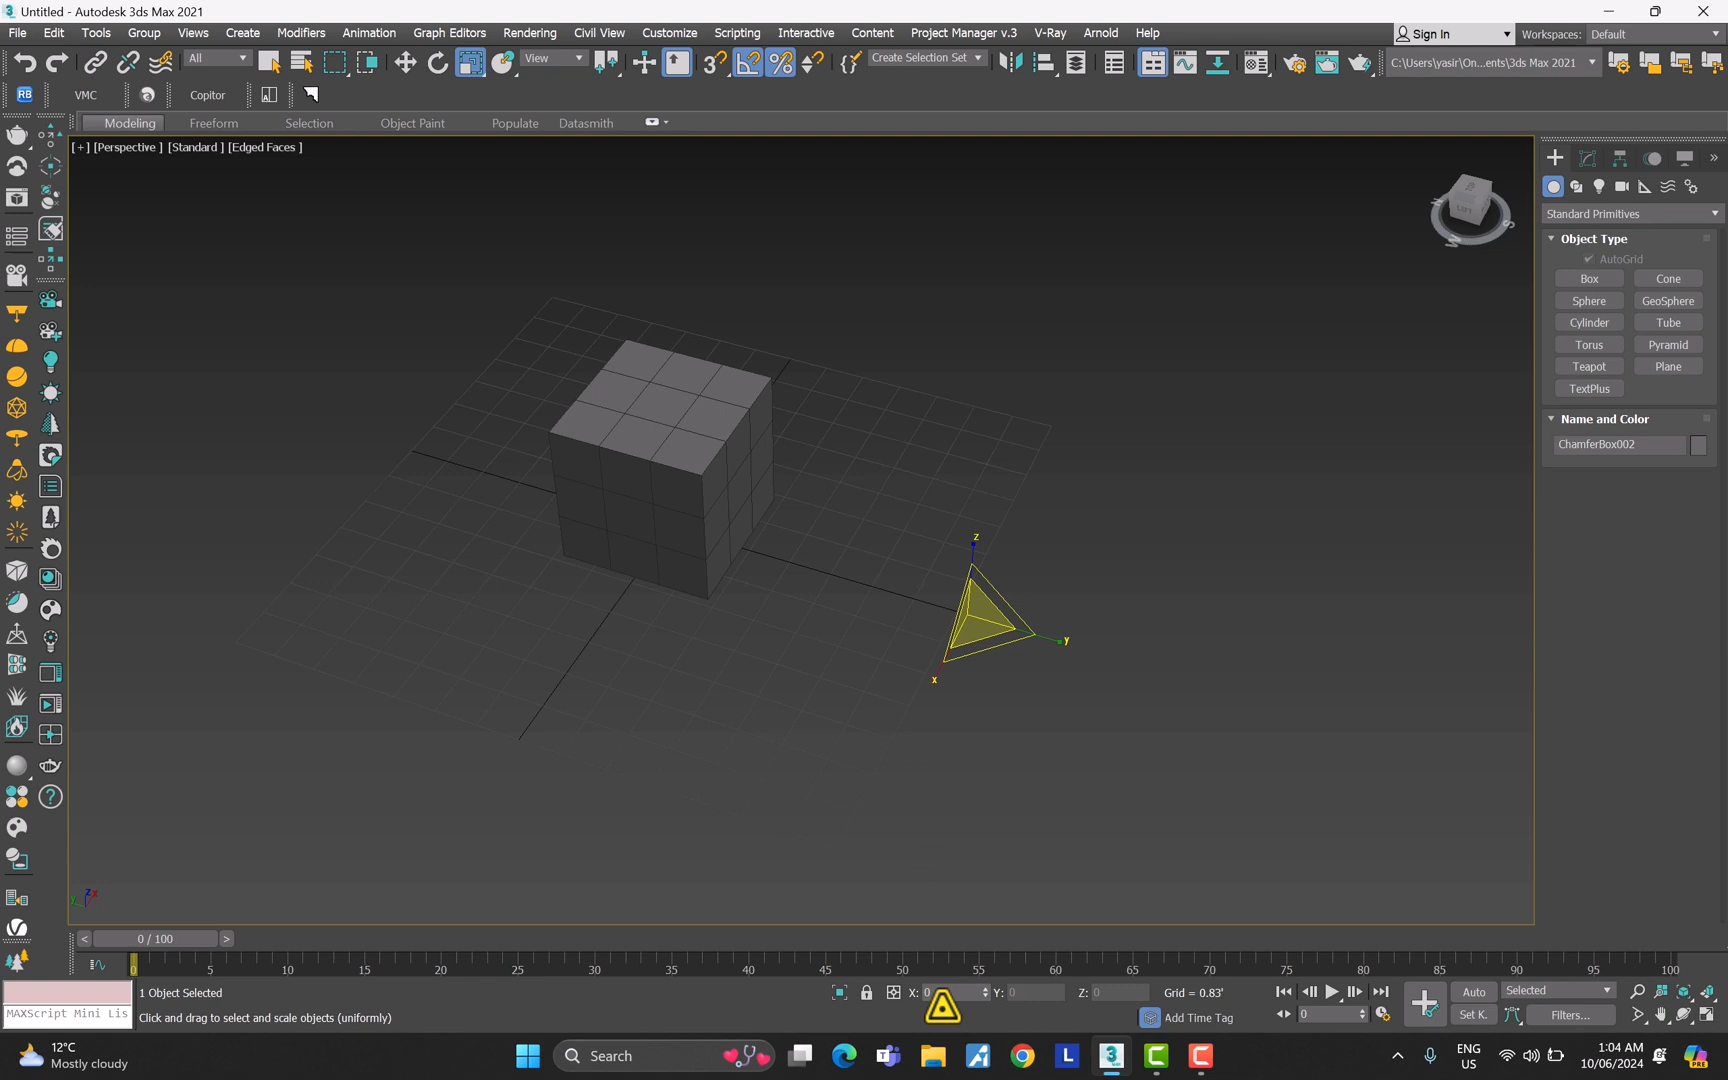 Untitled - Autodesk 3ds Max 2021
File Edit Tools Group Views Create Modifiers Animation Graph Editors Rendering Civil View Customize Scripting Interactive Content Project Manager v.3 V-Ray Arnold Help
Sign In Workspaces: Default
All View Create Selection Set C:\Users\yasir\On...ents\3ds Max 2021
RB VMC Copitor
Modeling Freeform Selection Object Paint Populate Datasmith
[+] [Perspective ] [Standard ] [Edged Faces ]
Standard Primitives
Object Type
AutoGrid
Box Cone
Sphere GeoSphere
Cylinder Tube
Torus Pyramid
Teapot Plane
TextPlus
Name and Color
ChamferBox002
z
y
x
z x
y
0 / 100
0 5 10 15 20 25 30 35 40 45 50 55 60 65 70 75 80 85 90 95 100
1 Object Selected X: 0 Y: 0 Z: 0 Grid = 0.83' Auto Selected
MAXScript Mini Lis Click and drag to select and scale objects (uniformly) Add Time Tag 0 Set K. Filters...
12°C
Mostly cloudy
Search
ENG
US
1:04 AM
10/06/2024
PRE